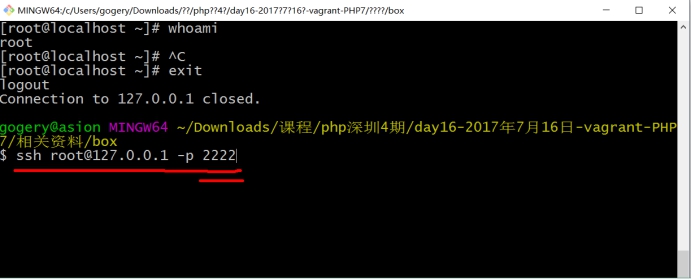 MINGW64:/c/Users/gogery/Downloads/??/php??4?/day16-2017?7?16?-vagrant-PHP7/????/box
[root@localhost ~]# whoami
root
[root@localhost ~]# ^C
[root@localhost ~]# exit
logout
Connection to 127.0.0.1 closed.
gogery@asion MINGW64 ~/Downloads/课程/php深圳4期/day16-2017年7月16日-vagrant-PHP
7/相关资料/box
$ ssh root@127.0.0.1 -p 2222